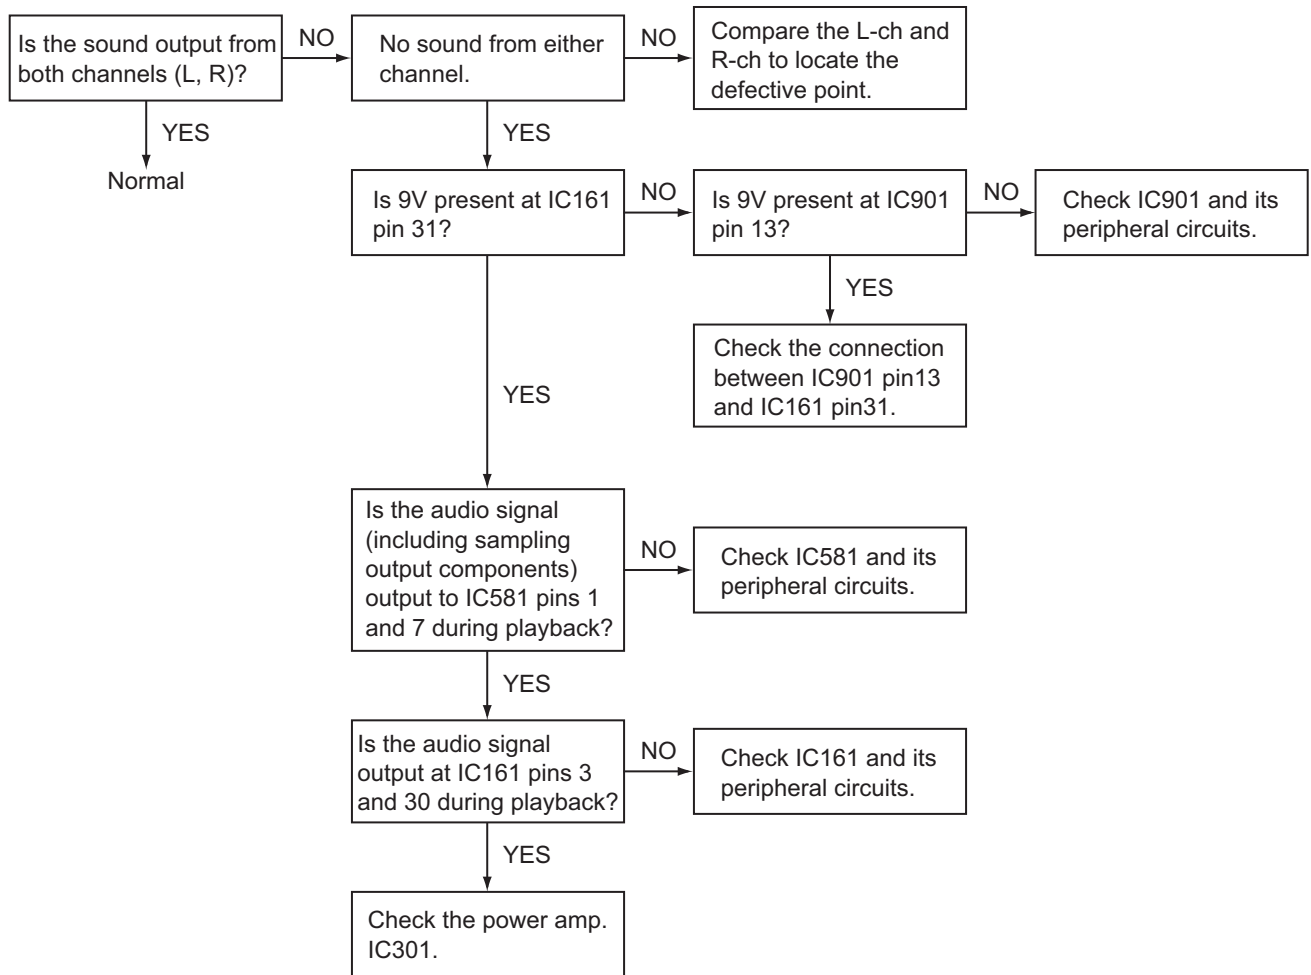 Is the sound output from
both channels (L, R)?
NO
No sound from either
channel.
NO
Compare the L-ch and
R-ch to locate the
defective point.
YES
Normal
YES
Is 9V present at IC161
pin 31?
NO
Is 9V present at IC901
pin 13?
NO
Check IC901 and its
peripheral circuits.
YES
Check the connection
between IC901 pin13
and IC161 pin31.
YES
Is the audio signal
(including sampling
output components)
output to IC581 pins 1
and 7 during playback?
NO
Check IC581 and its
peripheral circuits.
YES
Is the audio signal
output at IC161 pins 3
and 30 during playback?
NO
Check IC161 and its
peripheral circuits.
YES
Check the power amp.
IC301.